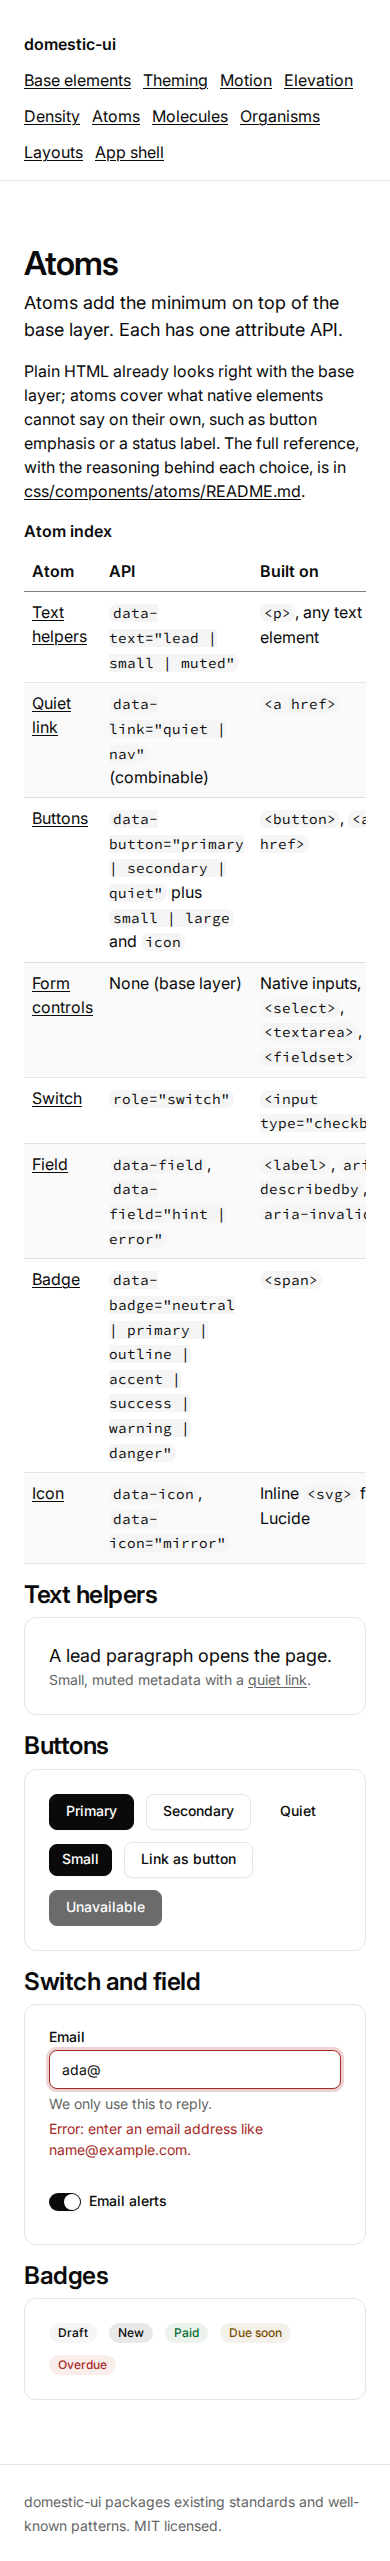 domestic-ui
Base elements Theming Motion Elevation
Density Atoms Molecules Organisms
Layouts App shell
Atoms
Atoms add the minimum on top of the
base layer. Each has one attribute API.
Plain HTML already looks right with the base
layer; atoms cover what native elements
cannot say on their own, such as button
emphasis or a status label. The full reference,
with the reasoning behind each choice, is in
css/components/atoms/README.md.
Atom index
Atom API Built on
Text helpers
data-text="lead | small | muted"
<p>, any text element
Quiet link
data-link="quiet | nav" (combinable)
<a href>
Buttons
data-button="primary | secondary | quiet" plus small | large and icon
<button>, <a href>
Form controls
None (base layer)
Native inputs, <select>, <textarea>, <fieldset>
Switch
role="switch"
<input type="checkb
Field
data-field, data-field="hint | error"
<label>, ari describedby, aria-invalid
Badge
data-badge="neutral | primary | outline | accent | success | warning | danger"
<span>
Icon
data-icon, data-icon="mirror"
Inline <svg> f Lucide
Text helpers
A lead paragraph opens the page.
Small, muted metadata with a quiet link.
Buttons
Primary Secondary Quiet
Small Link as button
Unavailable
Switch and field
Email
ada@
We only use this to reply.
Error: enter an email address like
name@example.com.
Email alerts
Badges
Draft New Paid Due soon
Overdue
domestic-ui packages existing standards and well-
known patterns. MIT licensed.